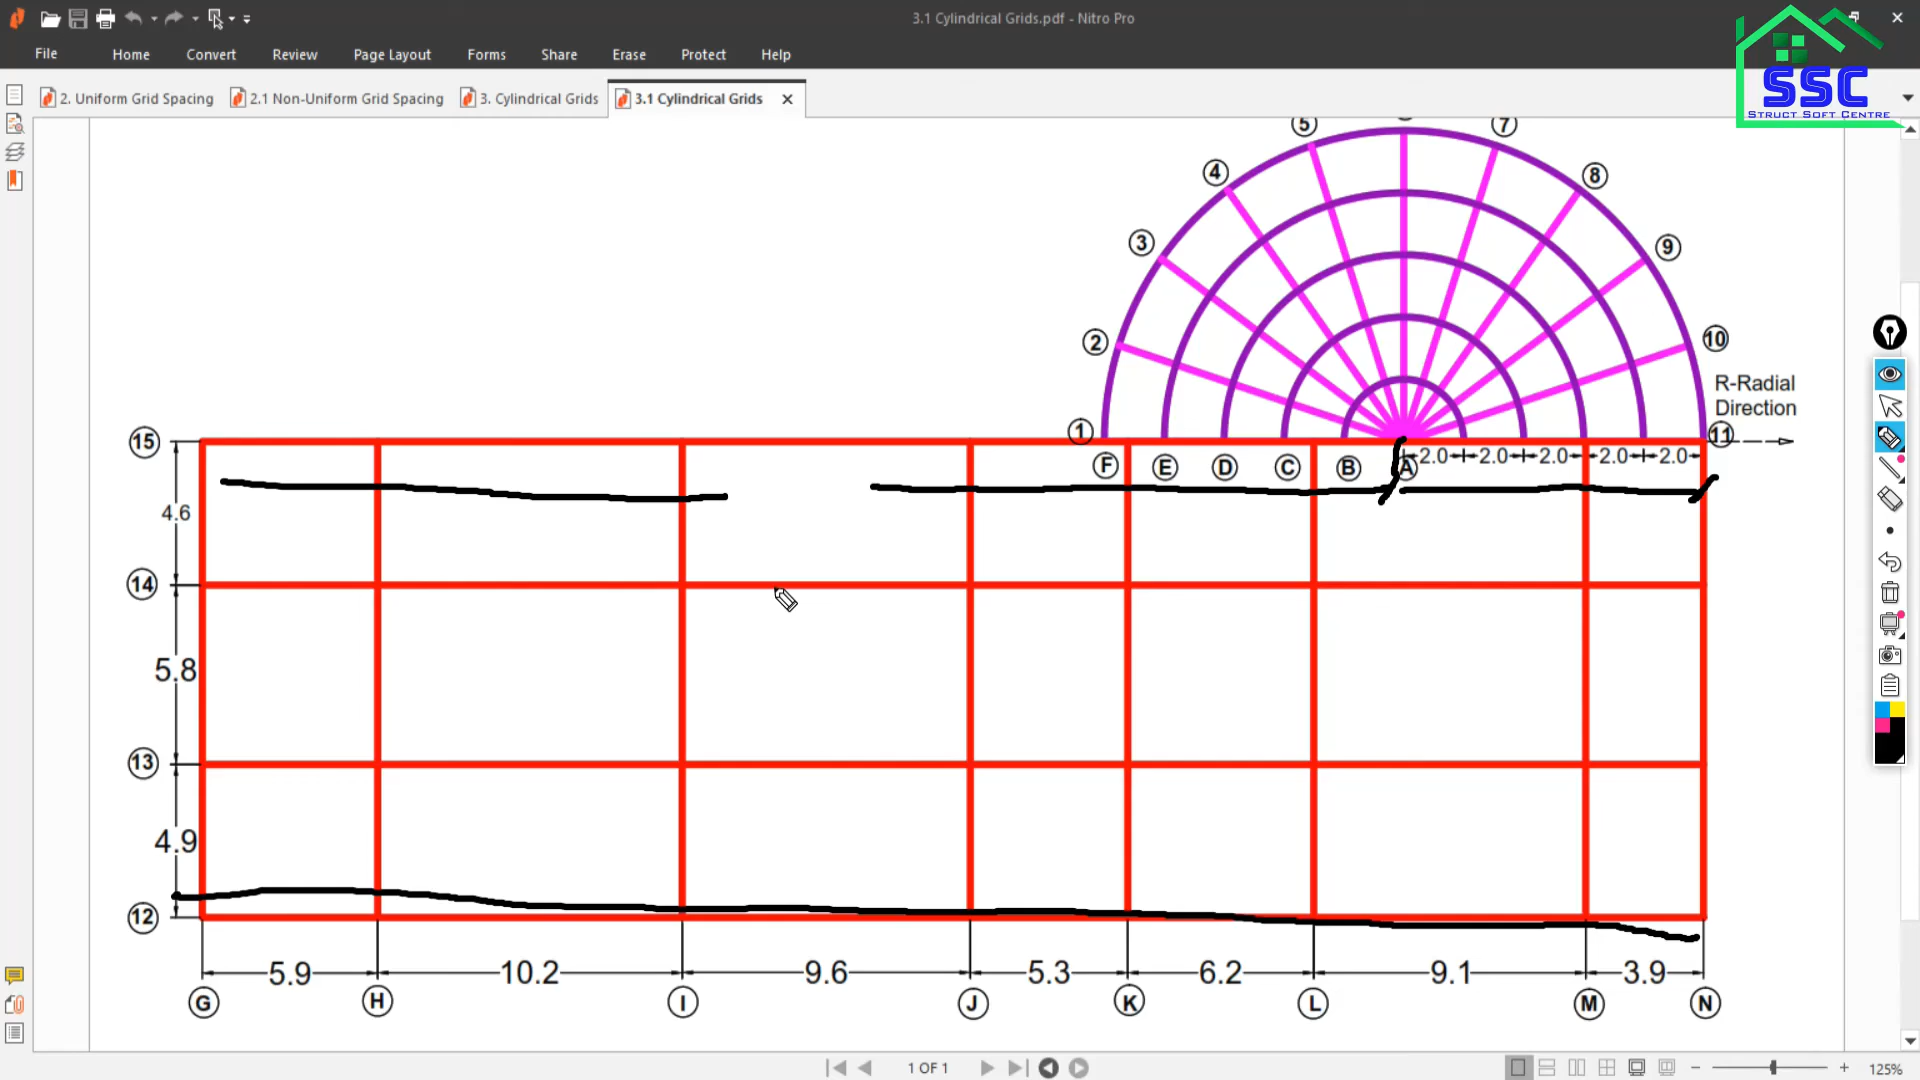 3.1 Cylindrical Grids.pdf - Nitro Pro
File Home Convert Review Page Layout Forms Share Erase Protect Help
SSC
STRUCT SOFT CENTRE
2. Uniform Grid Spacing 2.1 Non-Uniform Grid Spacing 3. Cylindrical Grids 3.1 Cylindrical Grids
5 7
4 8
3 9
2 10
R-Radial
Direction
15 1 11
F E D C B A 2.0 2.0 2.0 2.0 2.0
4.6
14
5.8
13
4.9
12
5.9 10.2 9.6 5.3 6.2 9.1 3.9
G H I J K L M N
1 OF 1 125%